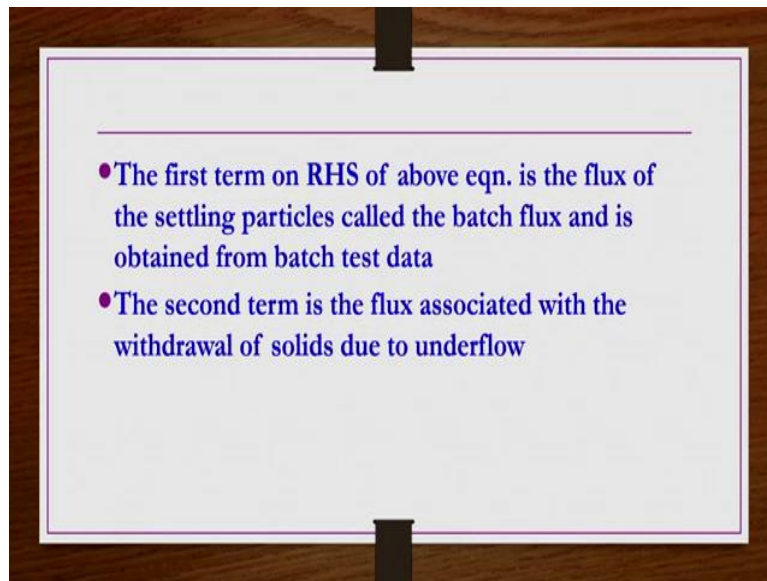 •The first term on RHS of above eqn. is the flux of
the settling particles called the batch flux and is
obtained from batch test data
•The second term is the flux associated with the
withdrawal of solids due to underflow